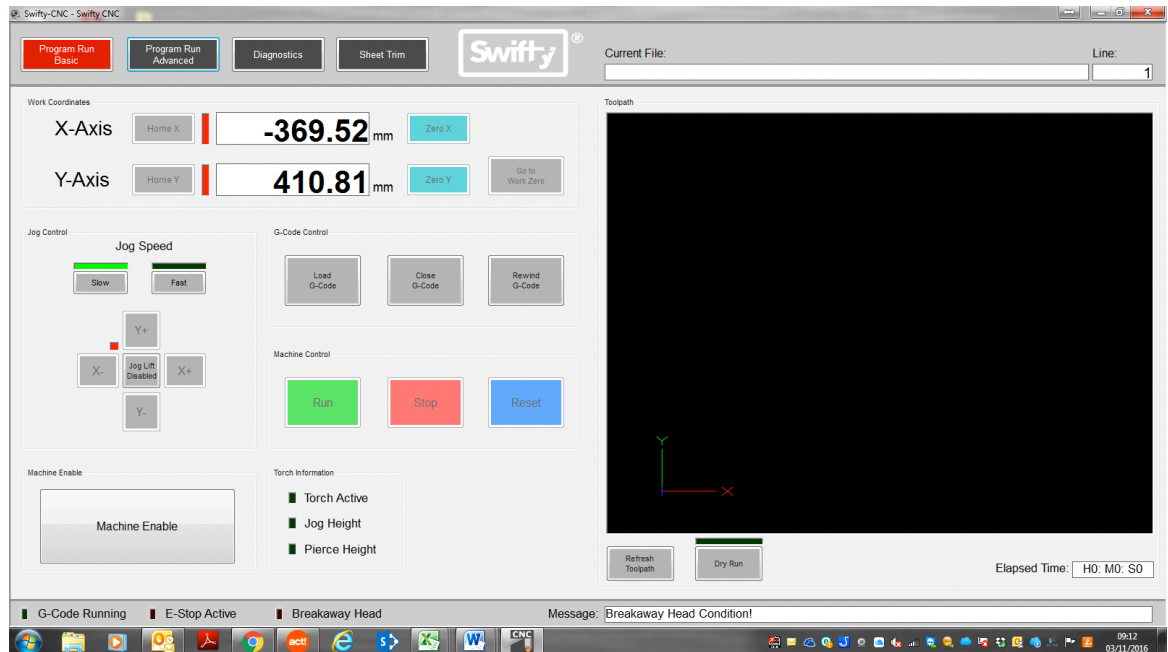 Swifty-CNC - Swifty CNC
Program Run
Basic
Program Run
Advanced
Diagnostics
Sheet Trim
Swifty®
Current File:
Line:
1
Work Coordinates
X-Axis
Home X
-369.52 mm
Zero X
Y-Axis
Home Y
410.81 mm
Zero Y
Go to
Work Zero
Jog Control
Jog Speed
Slow
Fast
Y+
X-
Jog Lift
Disabled
X+
Y-
G-Code Control
Load
G-Code
Close
G-Code
Rewind
G-Code
Machine Control
Run
Stop
Reset
Machine Enable
Machine Enable
Torch Information
Torch Active
Jog Height
Pierce Height
Toolpath
Y
X
Refresh
Toolpath
Dry Run
Elapsed Time: H0: M0: S0
G-Code Running
E-Stop Active
Breakaway Head
Message: Breakaway Head Condition!
act!
CNC
09:12
03/11/2016